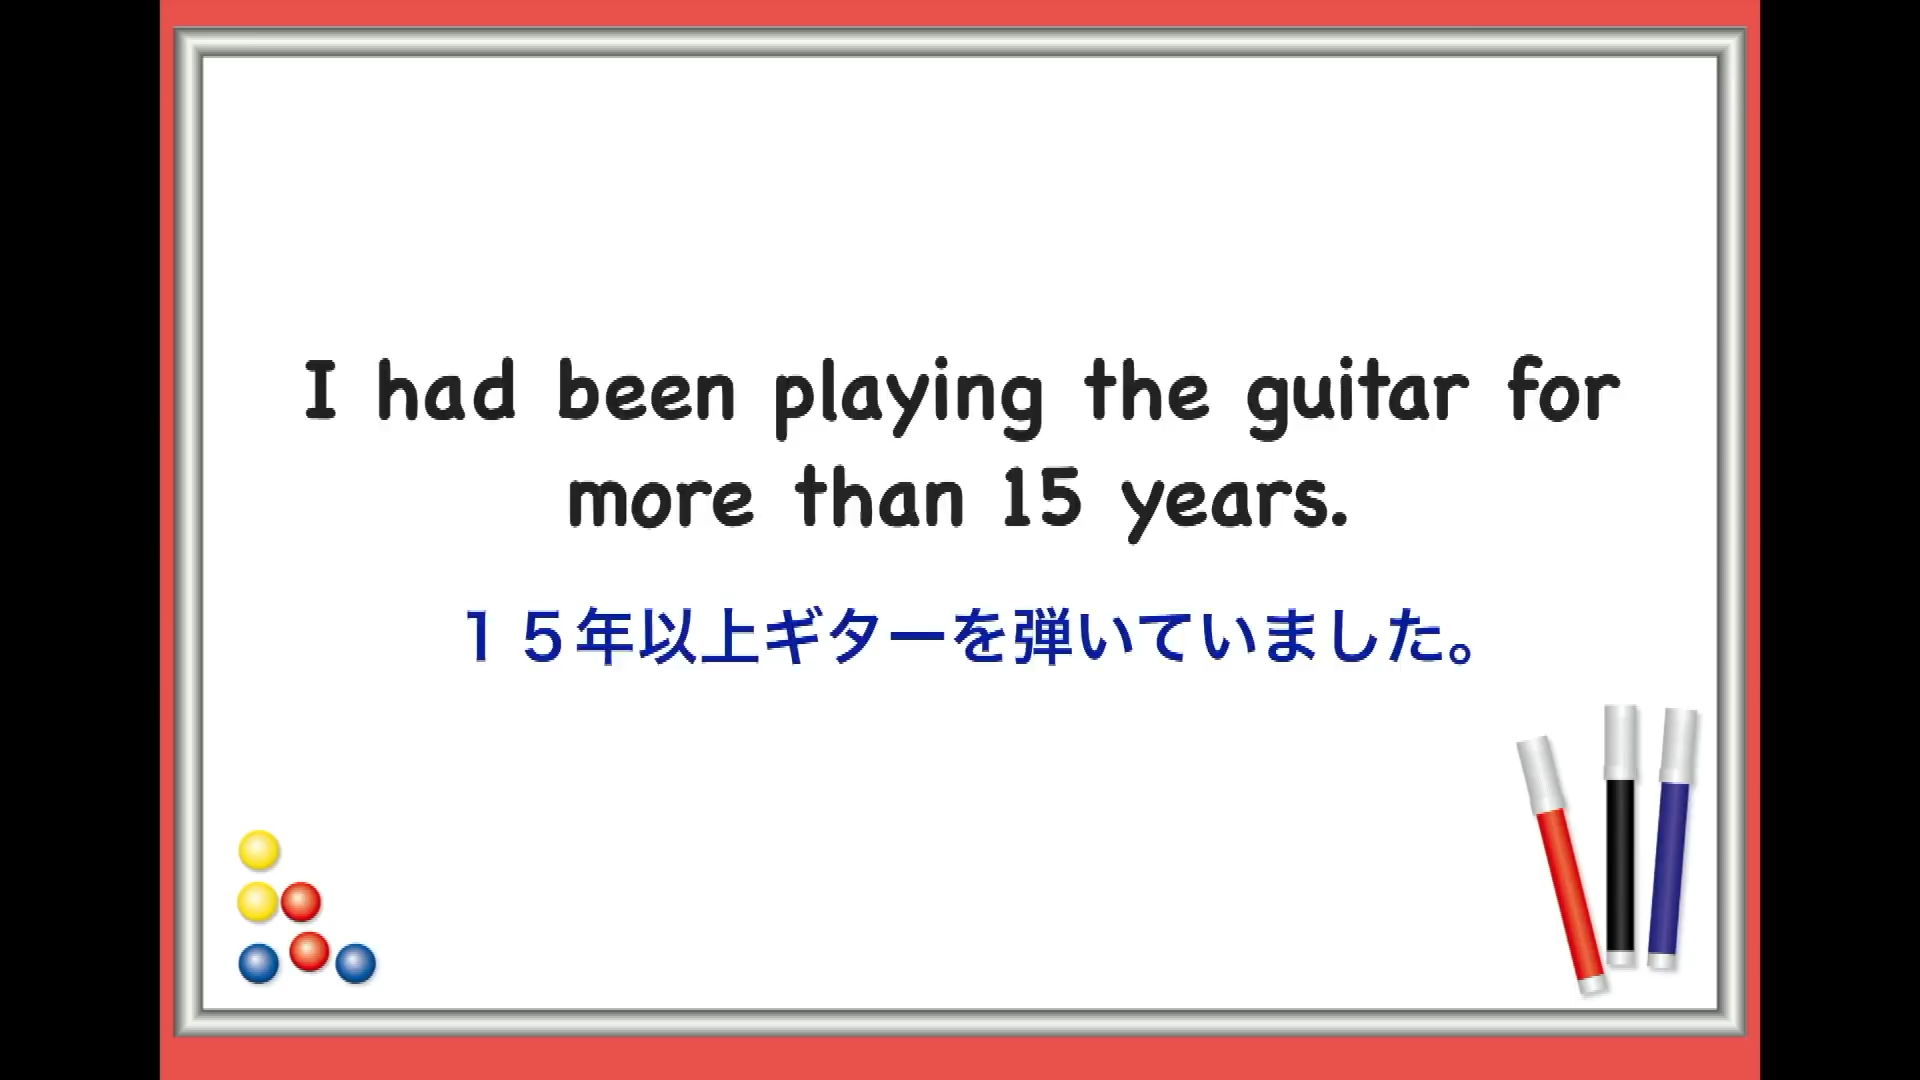 I had been playing the guitar for
more than 15 years.
１５年以上ギターを弾いていました。